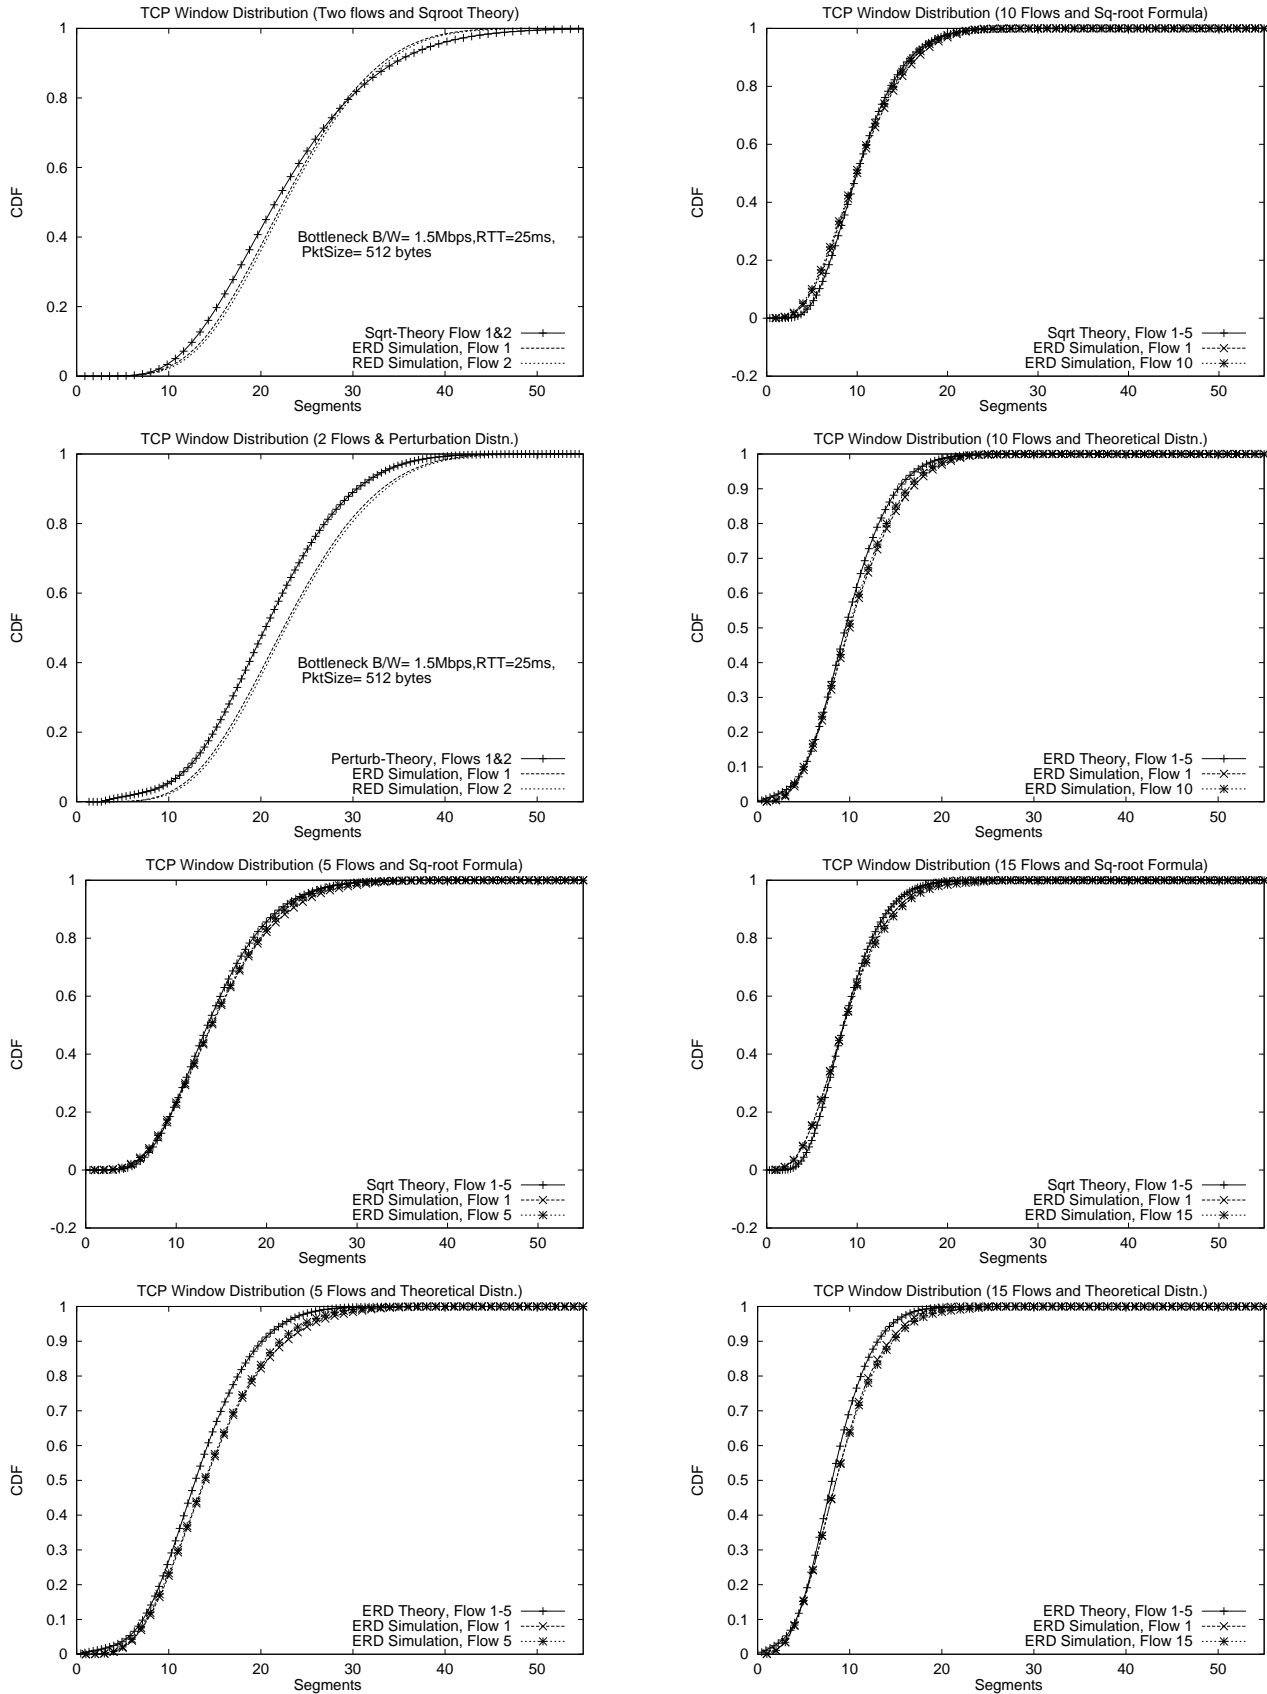 TCP Window Distribution (Two flows and Sqroot Theory)
1
0.8
0.6
0.4
0.2
0
CDF
Bottleneck B/W= 1.5Mbps,RTT=25ms,
PktSize= 512 bytes
Sqrt-Theory Flow 1&2
ERD Simulation, Flow 1
RED Simulation, Flow 2
0 10 20 30 40 50
Segments
TCP Window Distribution (10 Flows and Sq-root Formula)
1
0.8
0.6
0.4
0.2
0
-0.2
CDF
Sqrt Theory, Flow 1-5
ERD Simulation, Flow 1
ERD Simulation, Flow 10
0 10 20 30 40 50
Segments
TCP Window Distribution (2 Flows & Perturbation Distn.)
1
0.8
0.6
0.4
0.2
0
CDF
Bottleneck B/W= 1.5Mbps,RTT=25ms,
PktSize= 512 bytes
Perturb-Theory, Flows 1&2
ERD Simulation, Flow 1
RED Simulation, Flow 2
0 10 20 30 40 50
Segments
TCP Window Distribution (10 Flows and Theoretical Distn.)
1
0.9
0.8
0.7
0.6
0.5
0.4
0.3
0.2
0.1
0
CDF
ERD Theory, Flow 1-5
ERD Simulation, Flow 1
ERD Simulation, Flow 10
0 10 20 30 40 50
Segments
TCP Window Distribution (5 Flows and Sq-root Formula)
1
0.8
0.6
0.4
0.2
0
-0.2
CDF
Sqrt Theory, Flow 1-5
ERD Simulation, Flow 1
ERD Simulation, Flow 5
0 10 20 30 40 50
Segments
TCP Window Distribution (15 Flows and Sq-root Formula)
1
0.8
0.6
0.4
0.2
0
-0.2
CDF
Sqrt Theory, Flow 1-5
ERD Simulation, Flow 1
ERD Simulation, Flow 15
0 10 20 30 40 50
Segments
TCP Window Distribution (5 Flows and Theoretical Distn.)
1
0.9
0.8
0.7
0.6
0.5
0.4
0.3
0.2
0.1
0
CDF
ERD Theory, Flow 1-5
ERD Simulation, Flow 1
ERD Simulation, Flow 5
0 10 20 30 40 50
Segments
TCP Window Distribution (15 Flows and Theoretical Distn.)
1
0.9
0.8
0.7
0.6
0.5
0.4
0.3
0.2
0.1
0
CDF
ERD Theory, Flow 1-5
ERD Simulation, Flow 1
ERD Simulation, Flow 15
0 10 20 30 40 50
Segments